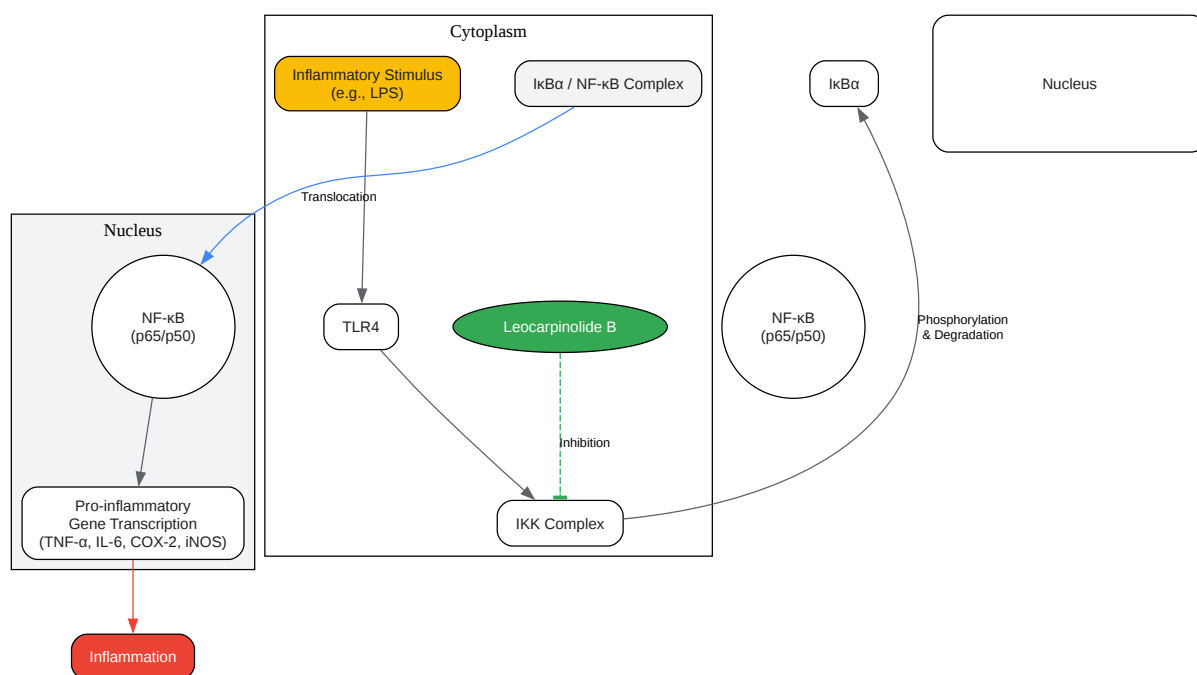 Cytoplasm
Inflammatory Stimulus
(e.g., LPS)
IκBα / NF-κB Complex
IκBα
Nucleus
Translocation
Nucleus
NF-κB
(p65/p50)
TLR4
Leocarpinolide B
NF-κB
(p65/p50)
Phosphorylation
& Degradation
Inhibition
Pro-inflammatory
Gene Transcription
(TNF-α, IL-6, COX-2, iNOS)
IKK Complex
Inflammation